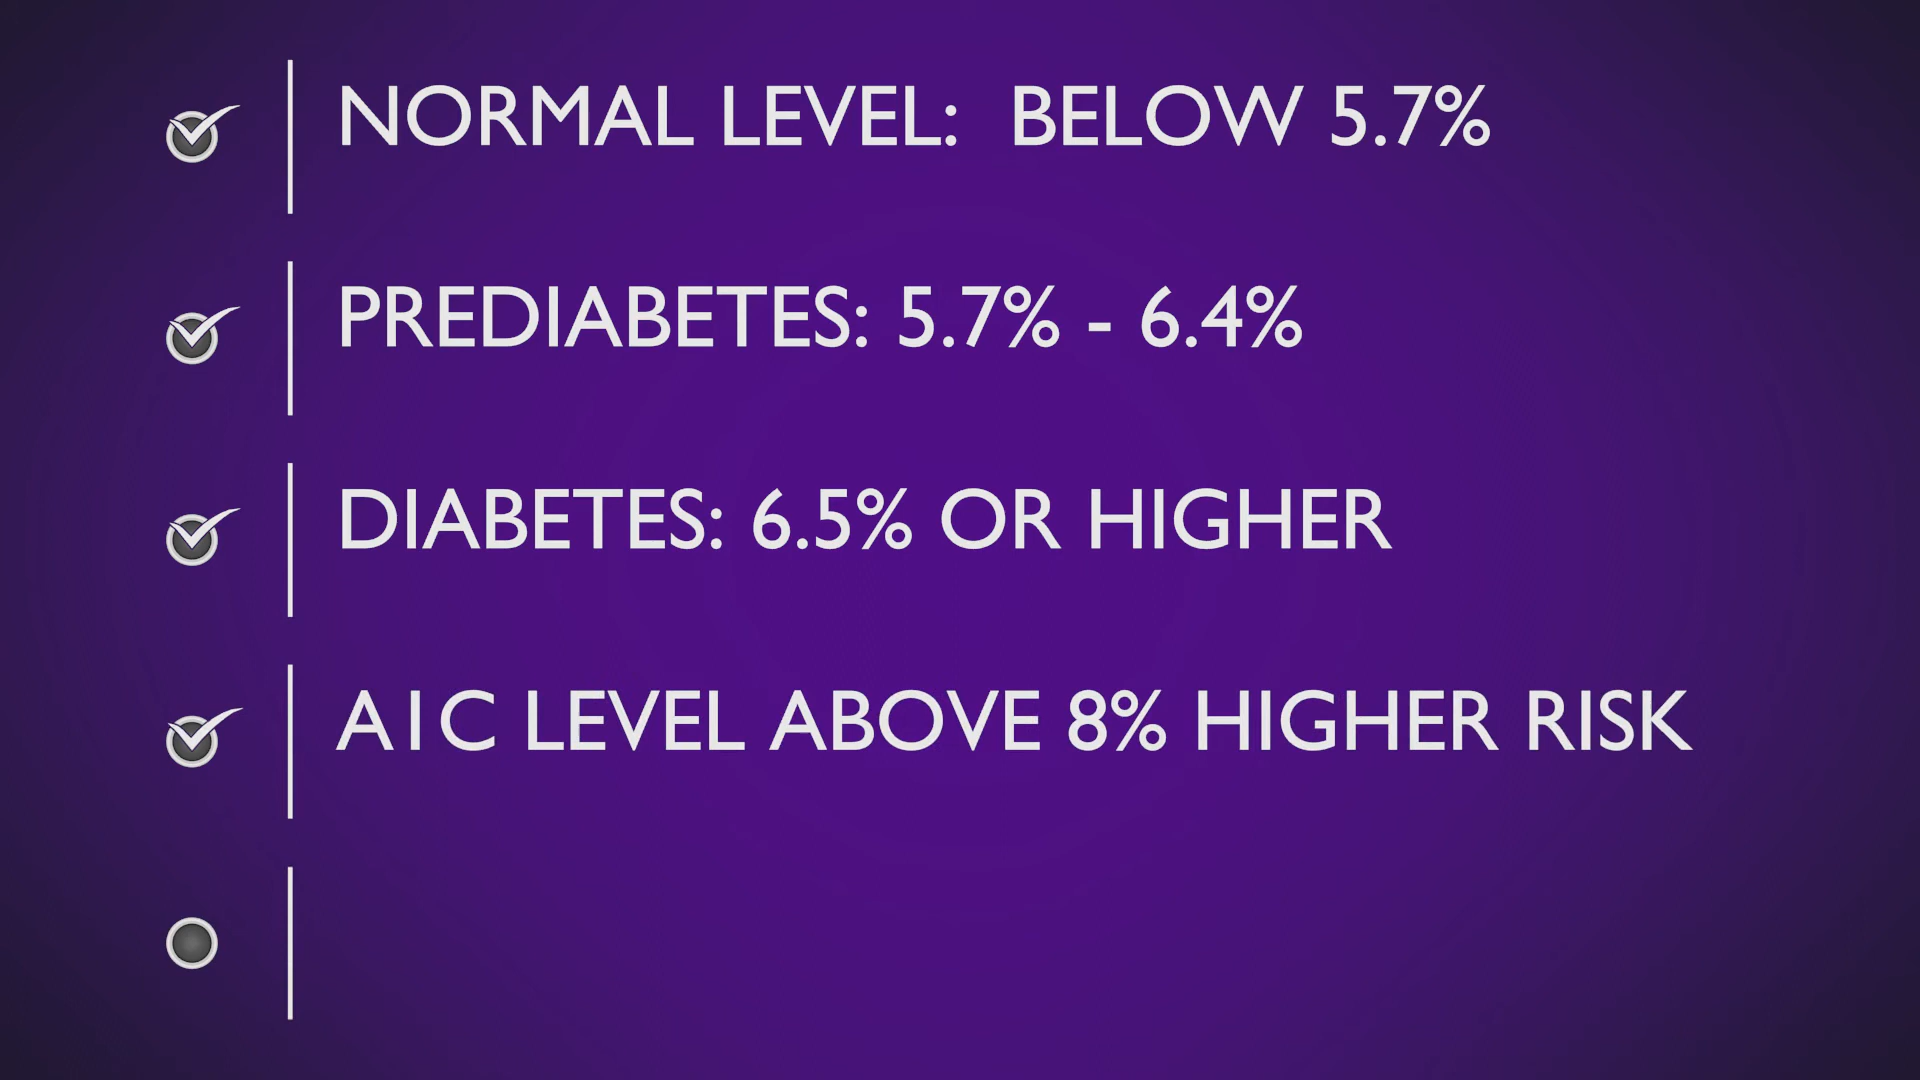 NORMAL LEVEL: BELOW 5.7%
PREDIABETES: 5.7% - 6.4%
DIABETES: 6.5% OR HIGHER
A1C LEVEL ABOVE 8% HIGHER RISK